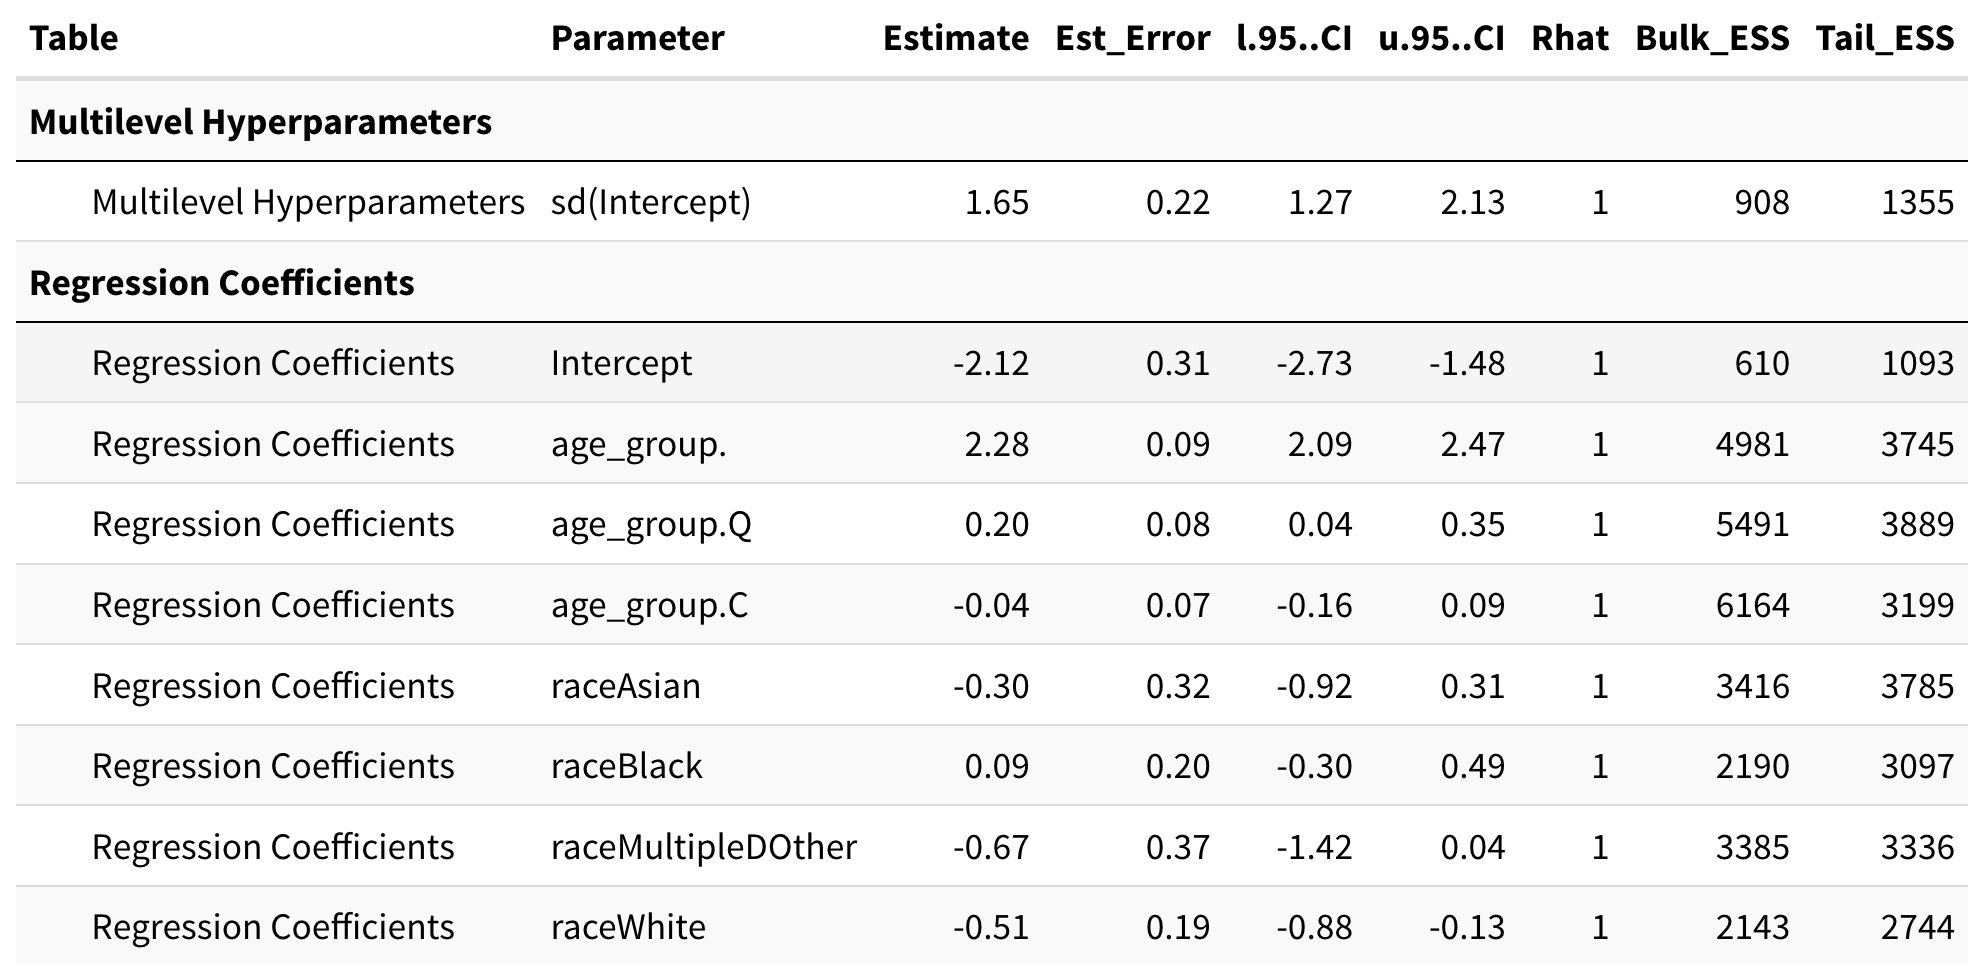 Table Parameter Estimate Est_Error l.95..CI u.95..CI Rhat Bulk_ESS Tail_ESS
Multilevel Hyperparameters
Multilevel Hyperparameters sd(Intercept) 1.65 0.22 1.27 2.13 1 908 1355
Regression Coefficients
Regression Coefficients Intercept -2.12 0.31 -2.73 -1.48 1 610 1093
Regression Coefficients age_group. 2.28 0.09 2.09 2.47 1 4981 3745
Regression Coefficients age_group.Q 0.20 0.08 0.04 0.35 1 5491 3889
Regression Coefficients age_group.C -0.04 0.07 -0.16 0.09 1 6164 3199
Regression Coefficients raceAsian -0.30 0.32 -0.92 0.31 1 3416 3785
Regression Coefficients raceBlack 0.09 0.20 -0.30 0.49 1 2190 3097
Regression Coefficients raceMultipleDOther -0.67 0.37 -1.42 0.04 1 3385 3336
Regression Coefficients raceWhite -0.51 0.19 -0.88 -0.13 1 2143 2744